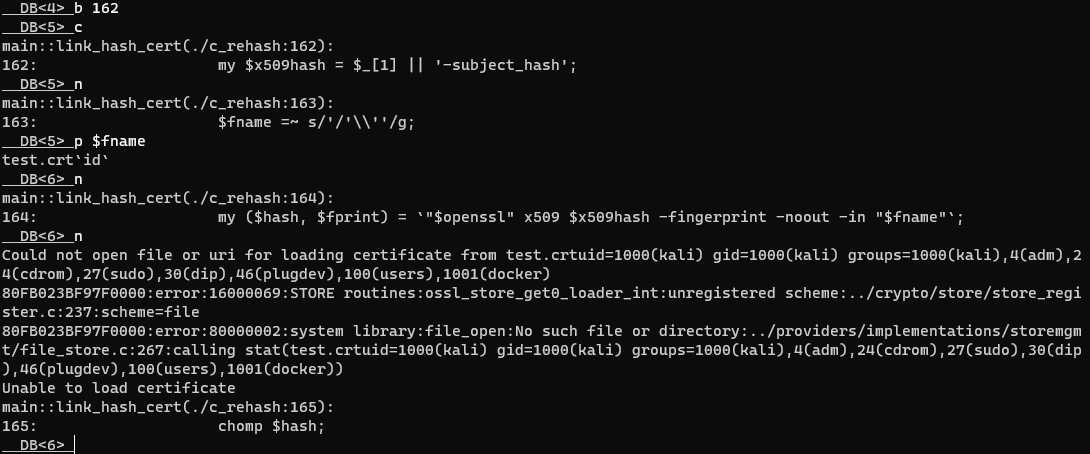 DB<4> b 162
DB<5> c
main::link_hash_cert(./c_rehash:162):
162:                    my $x509hash = $_[1] || '-subject_hash';
DB<5> n
main::link_hash_cert(./c_rehash:163):
163:                    $fname =~ s/'/'\\''/g;
DB<5> p $fname
test.crt`id`
DB<6> n
main::link_hash_cert(./c_rehash:164):
164:                    my ($hash, $fprint) = `"$openssl" x509 $x509hash -fingerprint -noout -in "$fname"`;
DB<6> n
Could not open file or uri for loading certificate from test.crtuid=1000(kali) gid=1000(kali) groups=1000(kali),4(adm),2
4(cdrom),27(sudo),30(dip),46(plugdev),100(users),1001(docker)
80FB023BF97F0000:error:16000069:STORE routines:ossl_store_get0_loader_int:unregistered scheme:../crypto/store/store_regi
ster.c:237:scheme=file
80FB023BF97F0000:error:80000002:system library:file_open:No such file or directory:../providers/implementations/storemgm
t/file_store.c:267:calling stat(test.crtuid=1000(kali) gid=1000(kali) groups=1000(kali),4(adm),24(cdrom),27(sudo),30(dip
),46(plugdev),100(users),1001(docker))
Unable to load certificate
main::link_hash_cert(./c_rehash:165):
165:                    chomp $hash;
DB<6>